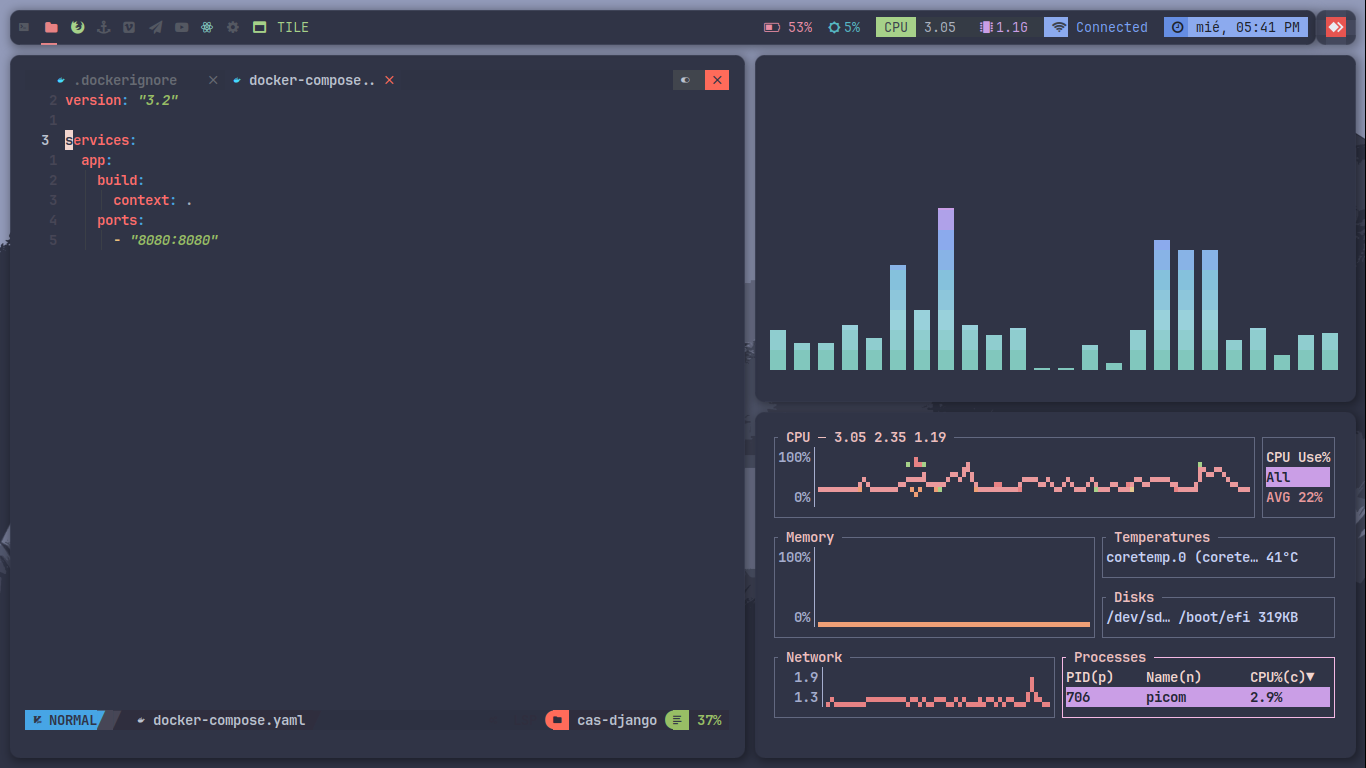 TILE 53% 5% CPU 3.05 1.1G Connected mié, 05:41 PM
.dockerignore × docker-compose.. ×
2 version: "3.2"
1
3 services:
1 app:
2 build:
3 context: .
4 ports:
5 - "8080:8080"
NORMAL docker-compose.yaml cas-django 37%
CPU — 3.05 2.35 1.19
100%
0%
CPU Use%
All
AVG 22%
Memory
100%
0%
Temperatures
coretemp.0 (corete… 41°C
Disks
/dev/sd… /boot/efi 319KB
Network
1.9
1.3
Processes
PID(p) Name(n) CPU%(c)▼
706 picom 2.9%